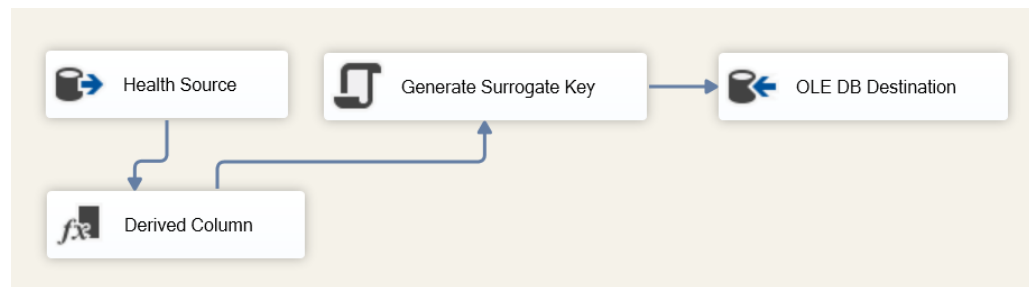 Health Source
Generate Surrogate Key
OLE DB Destination
Derived Column